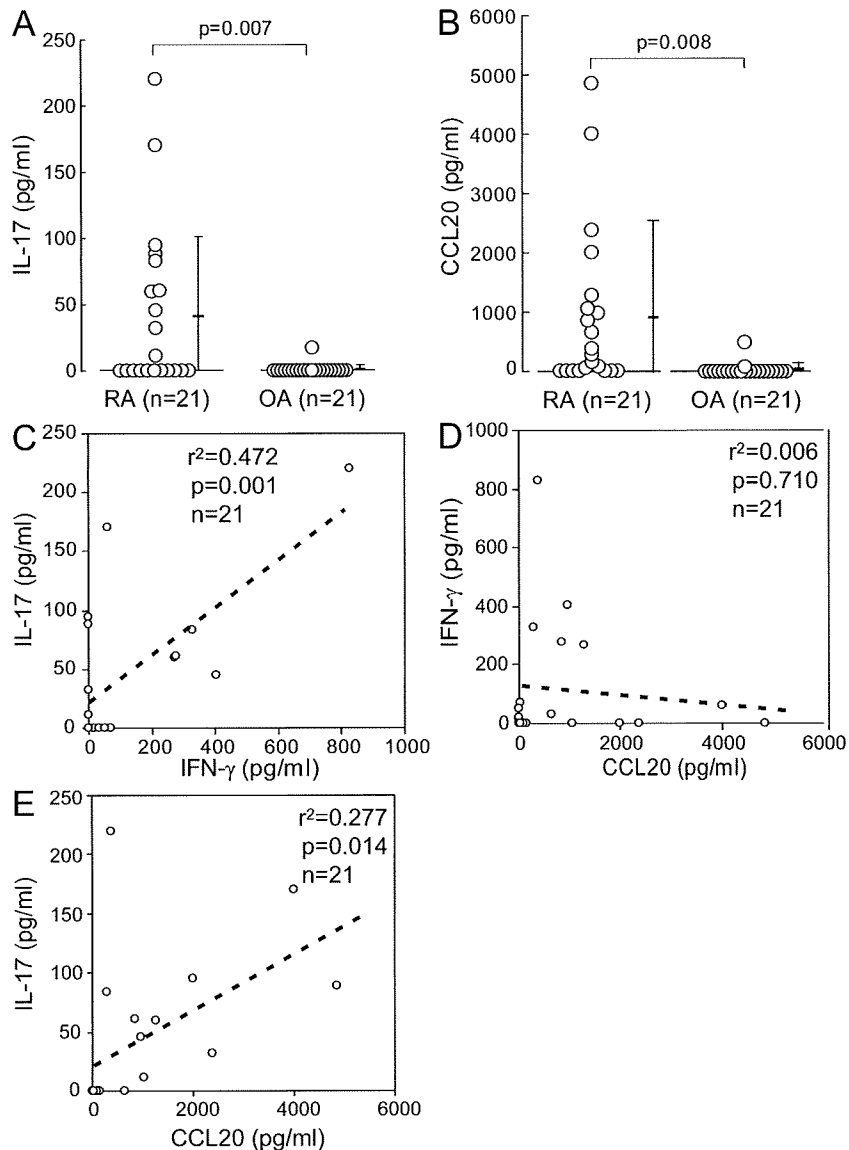 A
p=0.007
IL-17 (pg/ml)
250
200
150
100
50
0
RA (n=21)
OA (n=21)
B
p=0.008
CCL20 (pg/ml)
6000
5000
4000
3000
2000
1000
0
RA (n=21)
OA (n=21)
C
r²=0.472
p=0.001
n=21
IL-17 (pg/ml)
250
200
150
100
50
0
0 200 400 600 800 1000
IFN-γ (pg/ml)
D
r²=0.006
p=0.710
n=21
IFN-γ (pg/ml)
1000
800
600
400
200
0
0 2000 4000 6000
CCL20 (pg/ml)
E
r²=0.277
p=0.014
n=21
IL-17 (pg/ml)
250
200
150
100
50
0
0 2000 4000 6000
CCL20 (pg/ml)